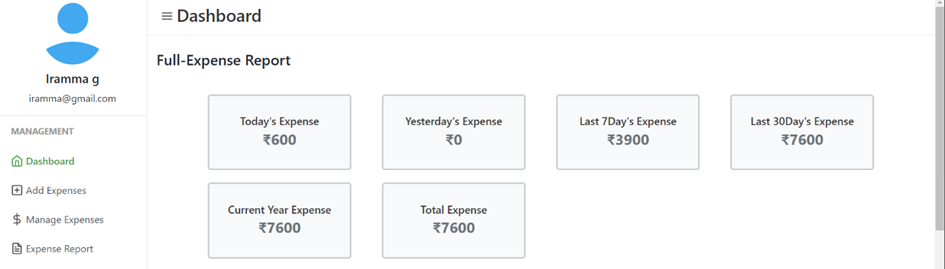 Iramma g
iramma@gmail.com
MANAGEMENT
Dashboard
Add Expenses
Manage Expenses
Expense Report
Dashboard
Full-Expense Report
Today's Expense
₹600
Yesterday's Expense
₹0
Last 7Day's Expense
₹3900
Last 30Day's Expense
₹7600
Current Year Expense
₹7600
Total Expense
₹7600